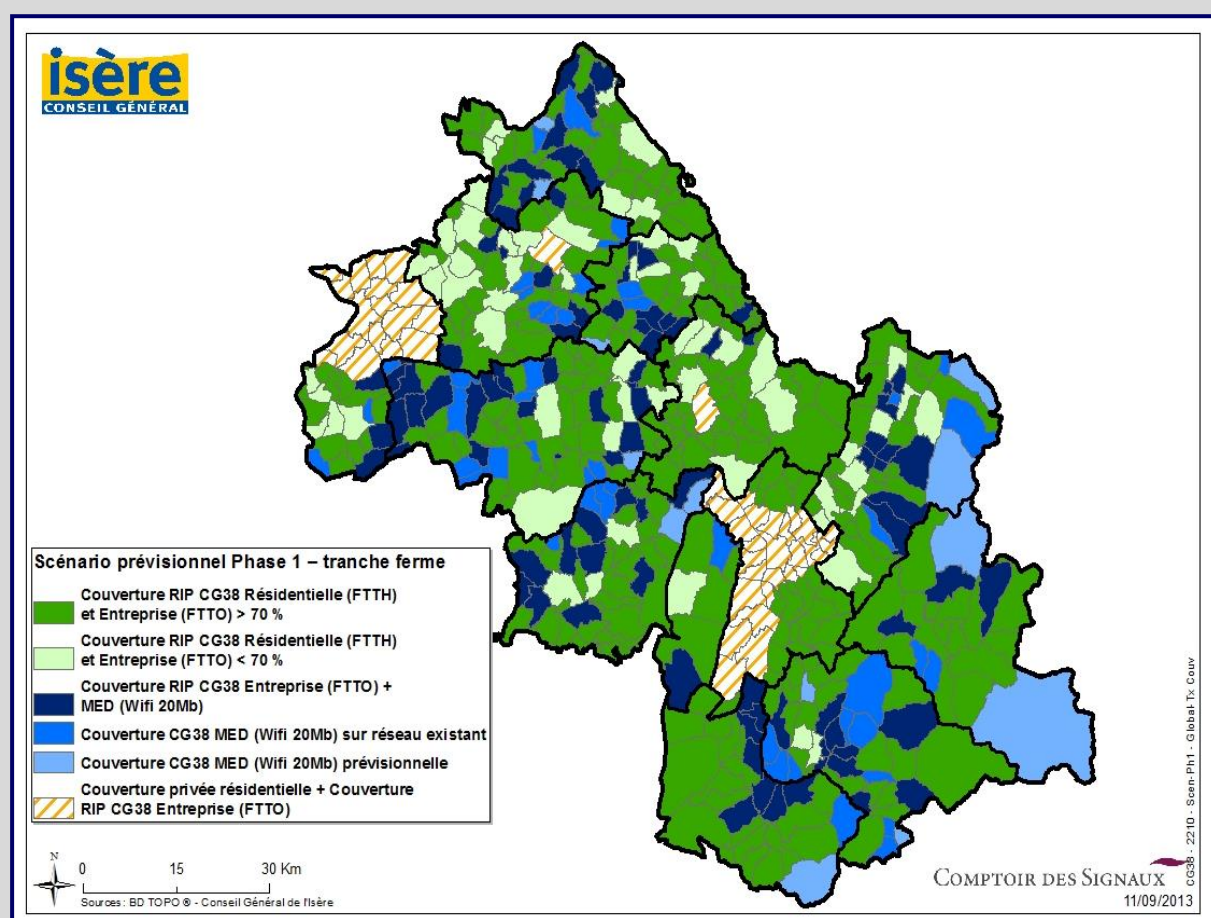 isère
CONSEIL GÉNÉRAL
Scénario prévisionnel Phase 1 – tranche ferme
Couverture RIP CG38 Résidentielle (FTTH)
et Entreprise (FTTO) > 70 %
Couverture RIP CG38 Résidentielle (FTTH)
et Entreprise (FTTO) < 70 %
Couverture RIP CG38 Entreprise (FTTO) +
MED (Wifi 20Mb)
Couverture CG38 MED (Wifi 20Mb) sur réseau existant
Couverture CG38 MED (Wifi 20Mb) prévisionnelle
Couverture privée résidentielle + Couverture
RIP CG38 Entreprise (FTTO)
N
0 15 30 Km
Sources: BD TOPO ® - Conseil Général de l'Isère
COMPTOIR DES SIGNAUX
11/09/2013
CG38 - 2210 - Scen-Ph1 - Global-Tx Couv